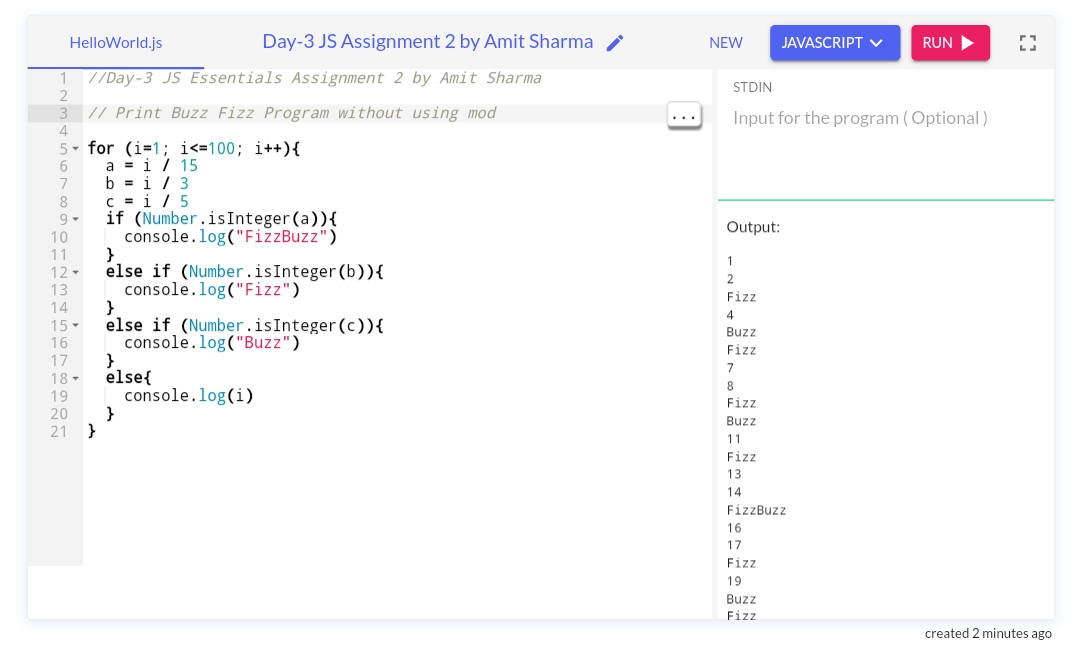 HelloWorld.js
Day-3 JS Assignment 2 by Amit Sharma
NEW
JAVASCRIPT
RUN
1 //Day-3 JS Essentials Assignment 2 by Amit Sharma
2
3 // Print Buzz Fizz Program without using mod
...
4
5 for (i=1; i<=100; i++){
6   a = i / 15
7   b = i / 3
8   c = i / 5
9   if (Number.isInteger(a)){
10     console.log("FizzBuzz")
11   }
12   else if (Number.isInteger(b)){
13     console.log("Fizz")
14   }
15   else if (Number.isInteger(c)){
16     console.log("Buzz")
17   }
18   else{
19     console.log(i)
20   }
21 }
STDIN
Input for the program ( Optional )
Output:
1
2
Fizz
4
Buzz
Fizz
7
8
Fizz
Buzz
11
Fizz
13
14
FizzBuzz
16
17
Fizz
19
Buzz
Fizz
created 2 minutes ago